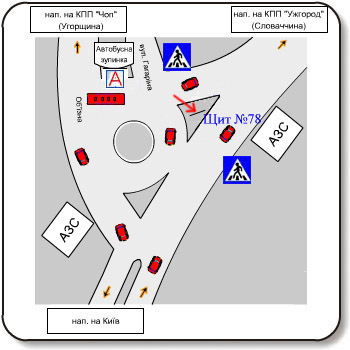 нап. на КПП "Чоп"
(Угорщина)
нап. на КПП "Ужгород"
(Словаччина)
Автобусна
зупинка
А
вул. Гагаріна
Об'їзна
Щит №78
АЗС
АЗС
нап. на Київ